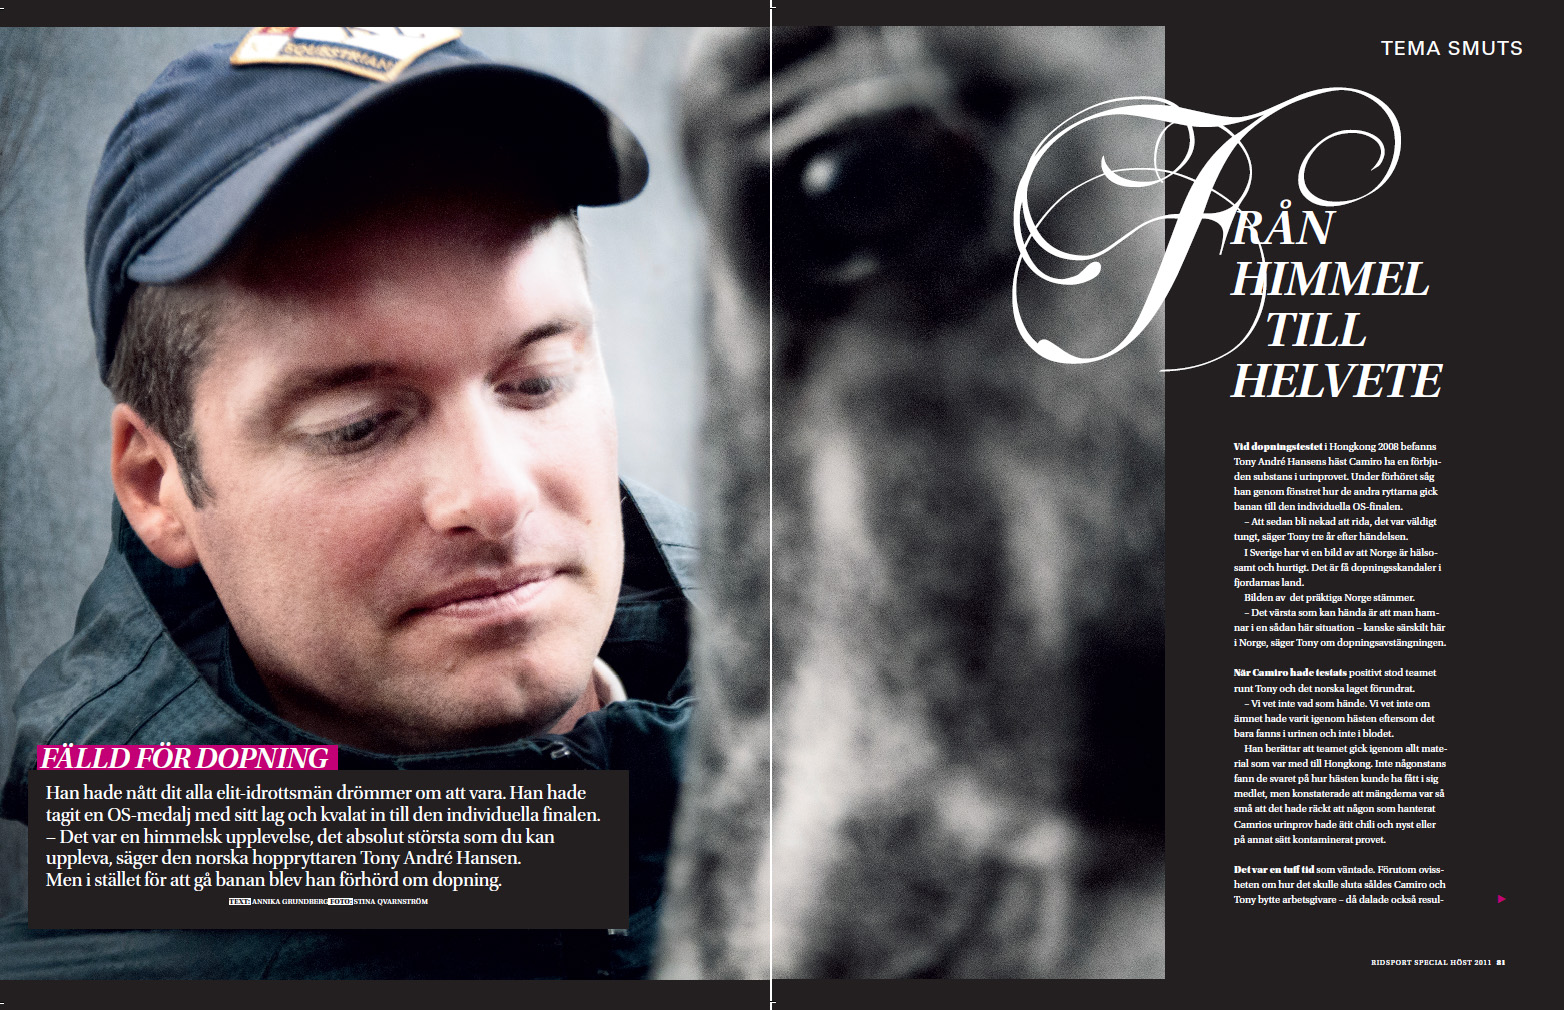 EQUESTRIAN
TEMA SMUTS
FRÅN
HIMMEL
TILL
HELVETE
FÄLLD FÖR DOPNING
Han hade nått dit alla elit-idrottsmän drömmer om att vara. Han hade
tagit en OS-medalj med sitt lag och kvalat in till den individuella finalen.
– Det var en himmelsk upplevelse, det absolut största som du kan
uppleva, säger den norska hoppryttaren Tony André Hansen.
Men i stället för att gå banan blev han förhörd om dopning.
TEXT: ANNIKA GRUNDBERG FOTO: STINA QVARNSTRÖM
Vid dopningstestet i Hongkong 2008 befanns
Tony André Hansens häst Camiro ha en förbju-
den substans i urinprovet. Under förhöret såg
han genom fönstret hur de andra ryttarna gick
banan till den individuella OS-finalen.
– Att sedan bli nekad att rida, det var väldigt
tungt, säger Tony tre år efter händelsen.
I Sverige har vi en bild av att Norge är hälso-
samt och hurtigt. Det är få dopningsskandaler i
fjordarnas land.
Bilden av det präktiga Norge stämmer.
– Det värsta som kan hända är att man ham-
nar i en sådan här situation – kanske särskilt här
i Norge, säger Tony om dopningsavstängningen.
När Camiro hade testats positivt stod teamet
runt Tony och det norska laget förundrat.
– Vi vet inte vad som hände. Vi vet inte om
ämnet hade varit igenom hästen eftersom det
bara fanns i urinen och inte i blodet.
Han berättar att teamet gick igenom allt mate-
rial som var med till Hongkong. Inte någonstans
fann de svaret på hur hästen kunde ha fått i sig
medlet, men konstaterade att mängderna var så
små att det hade räckt att någon som hanterat
Camrios urinprov hade ätit chili och nyst eller
på annat sätt kontaminerat provet.
Det var en tuff tid som väntade. Förutom oviss-
heten om hur det skulle sluta såldes Camiro och
Tony bytte arbetsgivare – då dalade också resul-
RIDSPORT SPECIAL HÖST 2011 81